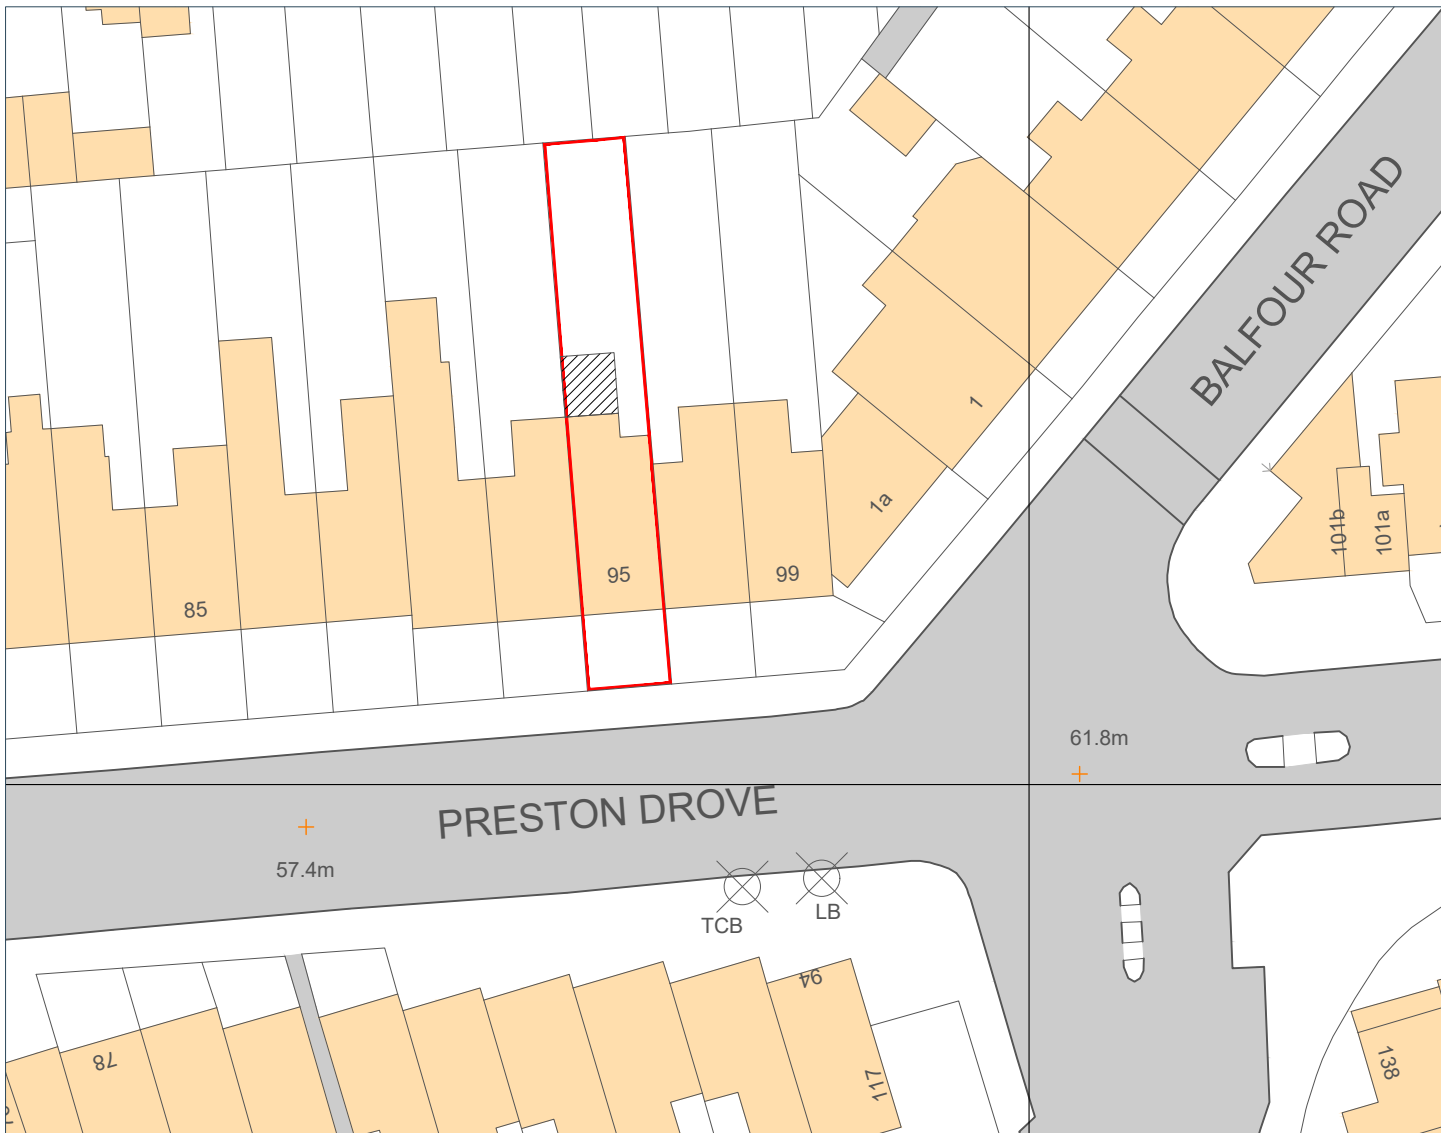 BALFOUR ROAD
1
1a
101b
101a
95
99
85
61.8m
PRESTON DROVE
57.4m
TCB
LB
94
78
117
138